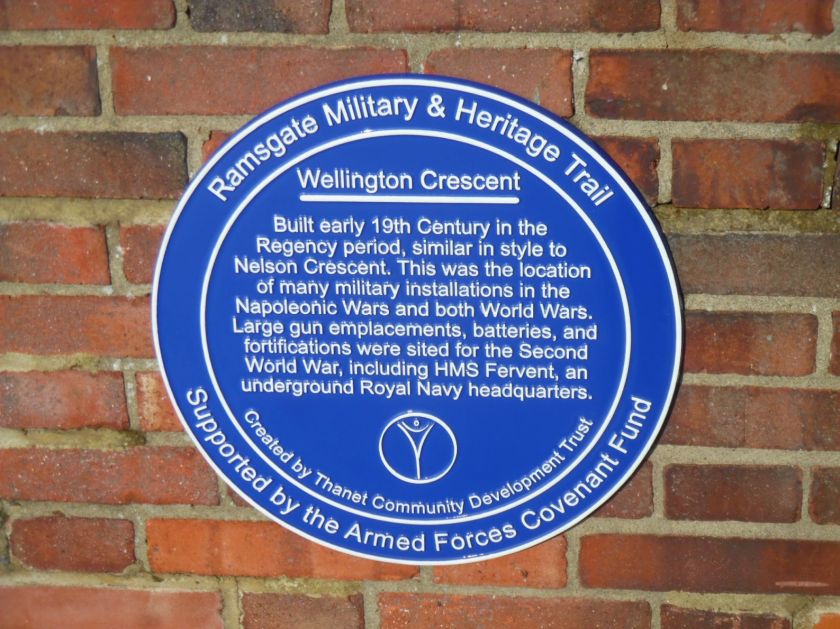 Ramsgate Military & Heritage Trail
Wellington Crescent
Built early 19th Century in the
Regency period, similar in style to
Nelson Crescent. This was the location
of many military installations in the
Napoleonic Wars and both World Wars.
Large gun emplacements, batteries, and
fortifications were sited for the Second
World War, including HMS Fervent, an
underground Royal Navy headquarters.
Created by Thanet Community Development Trust
Supported by the Armed Forces Covenant Fund